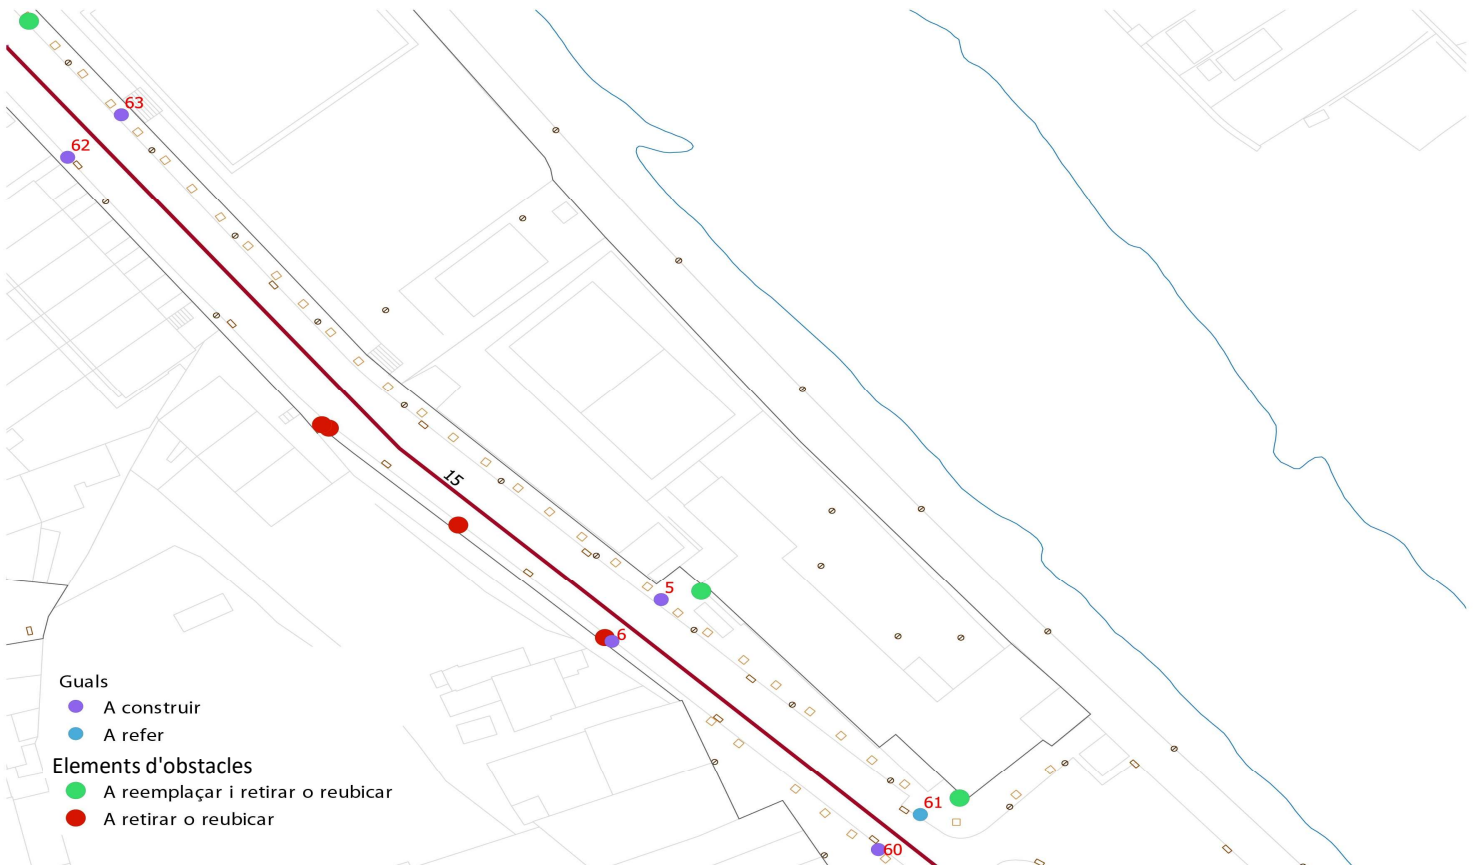 63
62
15
5
6
Guals
A construir
A refer
Elements d'obstacles
A reemplaçar i retirar o reubicar
A retirar o reubicar
61
60